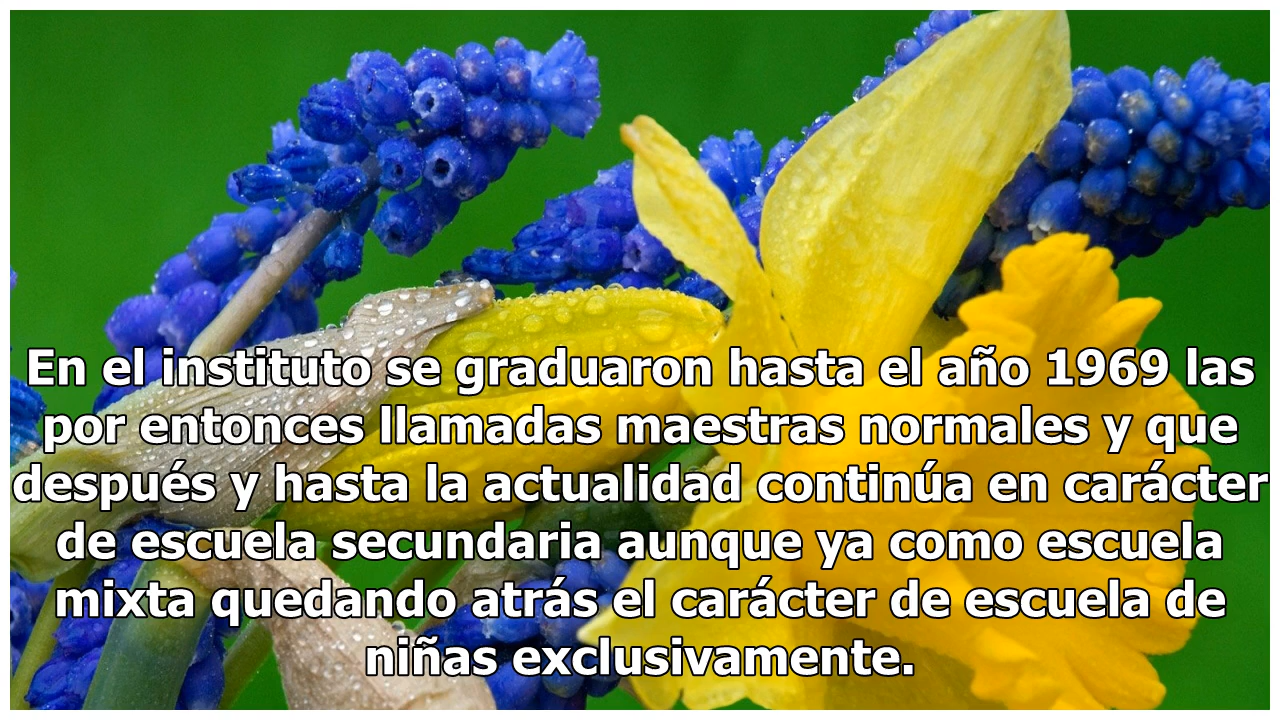 En el instituto se graduaron hasta el año 1969 las
por entonces llamadas maestras normales y que
después y hasta la actualidad continúa en carácter
de escuela secundaria aunque ya como escuela
mixta quedando atrás el carácter de escuela de
niñas exclusivamente.